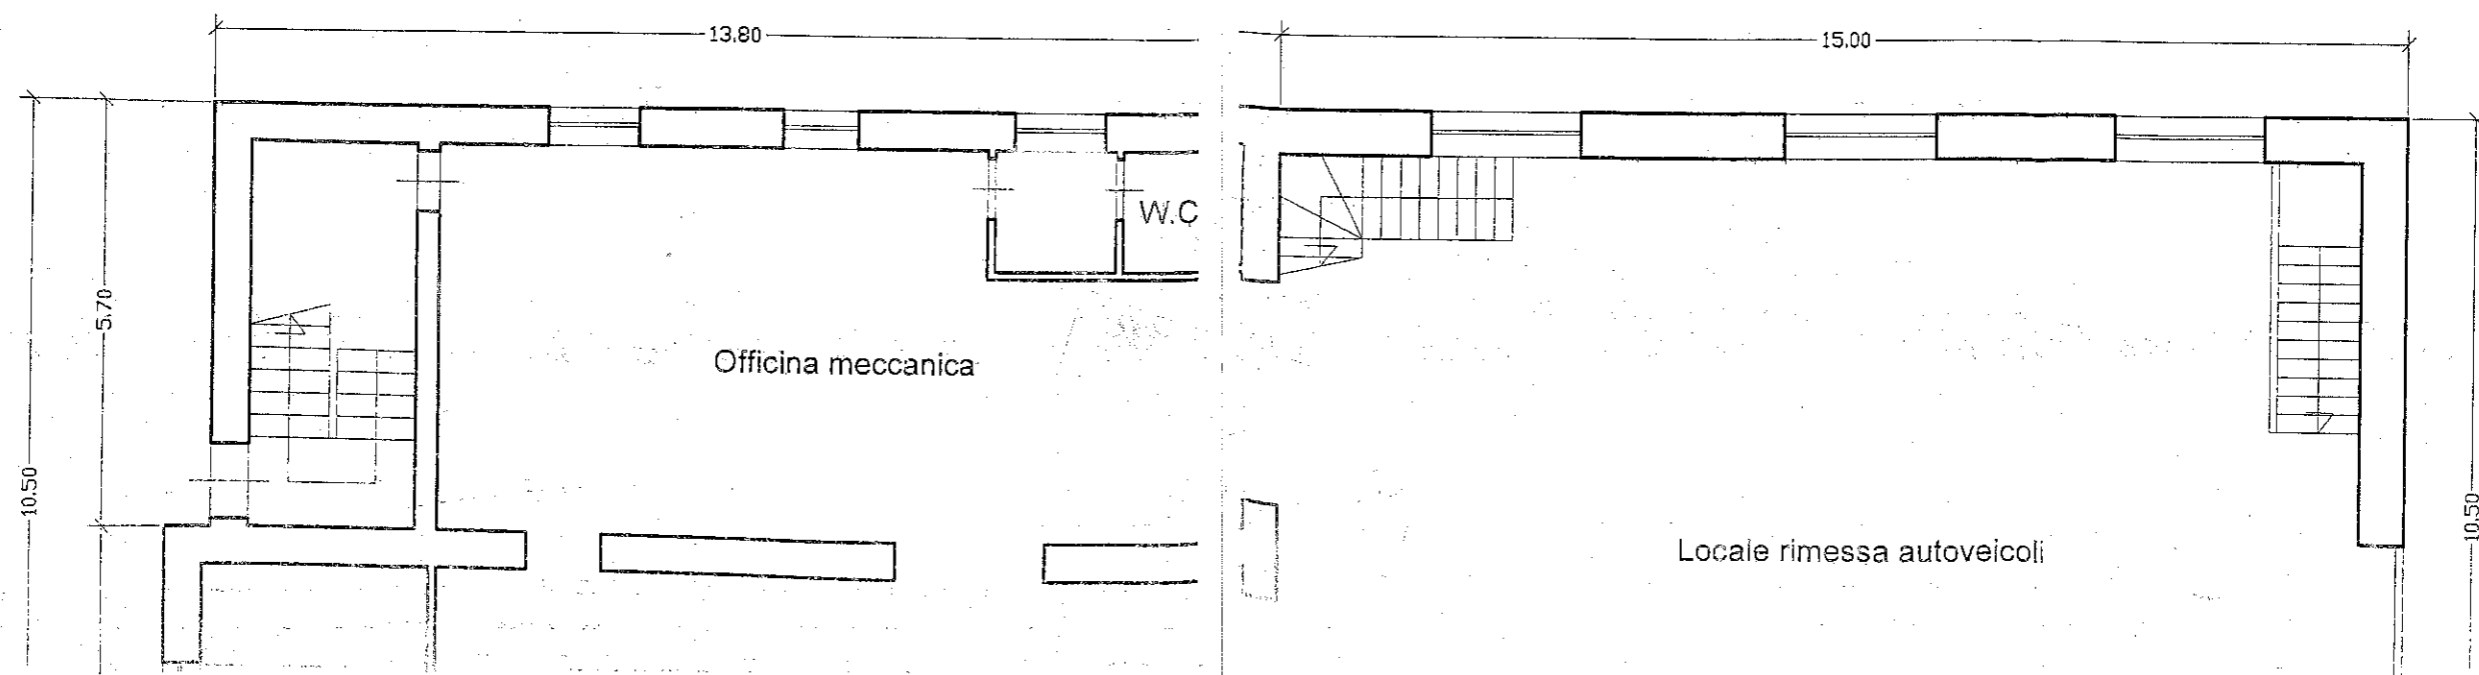 13.80
15.00
W.C
5.70
Officina meccanica
10.50
10.50
Locale rimessa autoveicoli